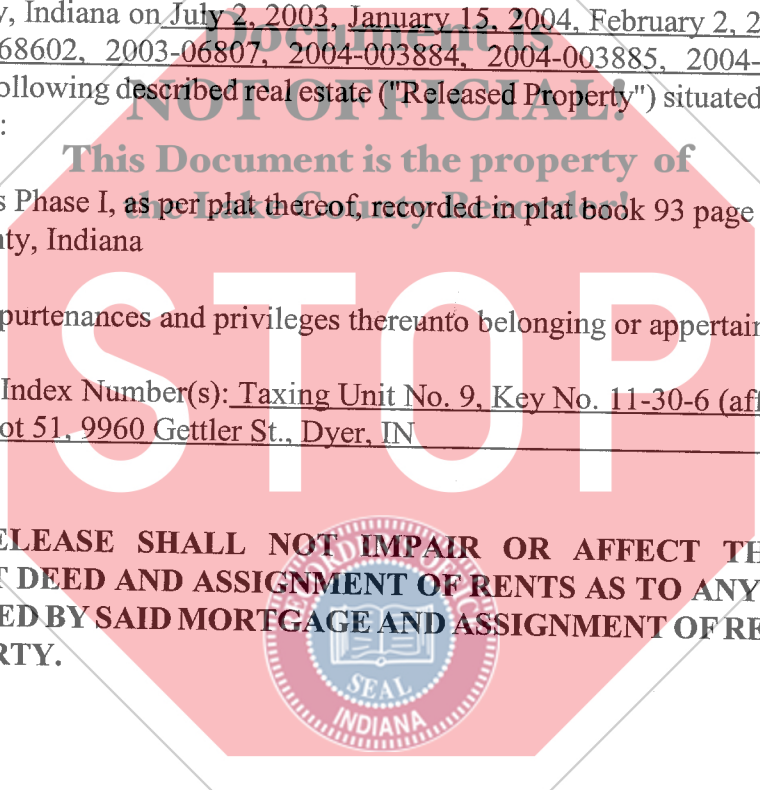 y, Indiana on July 2, 2003, January 15, 2004, February 2, 2
Document is
68602, 2003-06807, 2004-003884, 2004-003885, 2004-
ollowing described real estate ("Released Property") situated
NOT OFFICIAL!
:
This Document is the property of
s Phase I, as per plat thereof, recorded in plat book 93 page
the Lake County Recorder!
nty, Indiana
STOP
purtenances and privileges thereunto belonging or appertain
Index Number(s): Taxing Unit No. 9, Key No. 11-30-6 (aff
ot 51, 9960 Gettler St., Dyer, IN
ELEASE SHALL NOT IMPAIR OR AFFECT TH
T DEED AND ASSIGNMENT OF RENTS AS TO ANY
ED BY SAID MORTGAGE AND ASSIGNMENT OF RE
RTY.
RECORDER'S OFFICE
SEAL
INDIANA